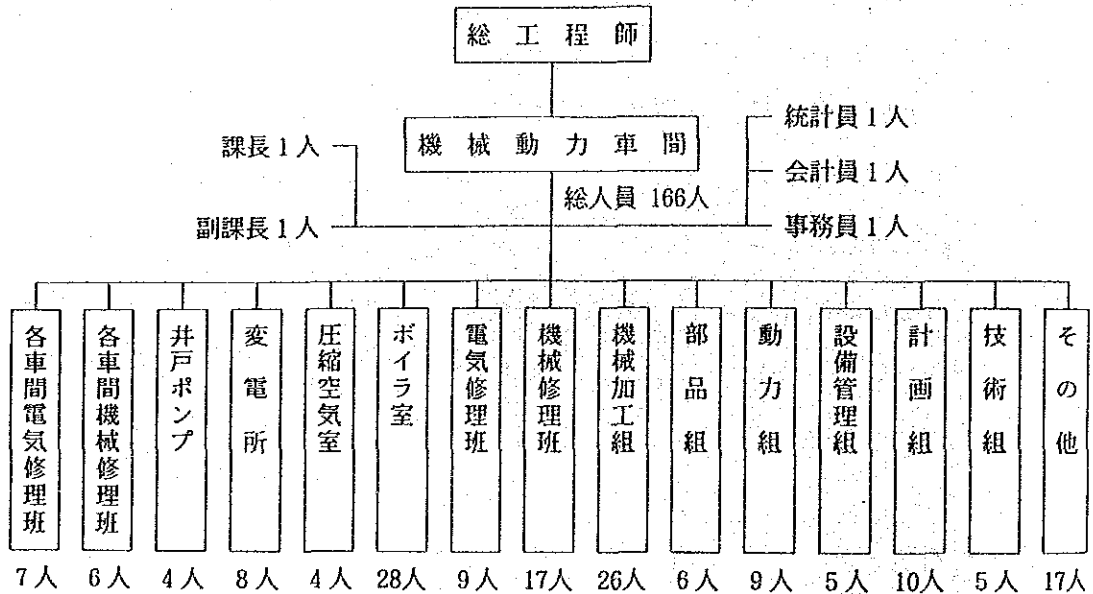 総工程師
機械動力車間
総人員 166人
課長1人
副課長1人
統計員1人
会計員1人
事務員1人
各車間電気修理班
各車間機械修理班
井戸ポンプ
変電所
圧縮空気室
ボイラ室
電気修理班
機械修理班
機械加工組
部品組
動力組
設備管理組
計画組
技術組
その他
7人 6人 4人 8人 4人 28人 9人 17人 26人 6人 9人 5人 10人 5人 17人